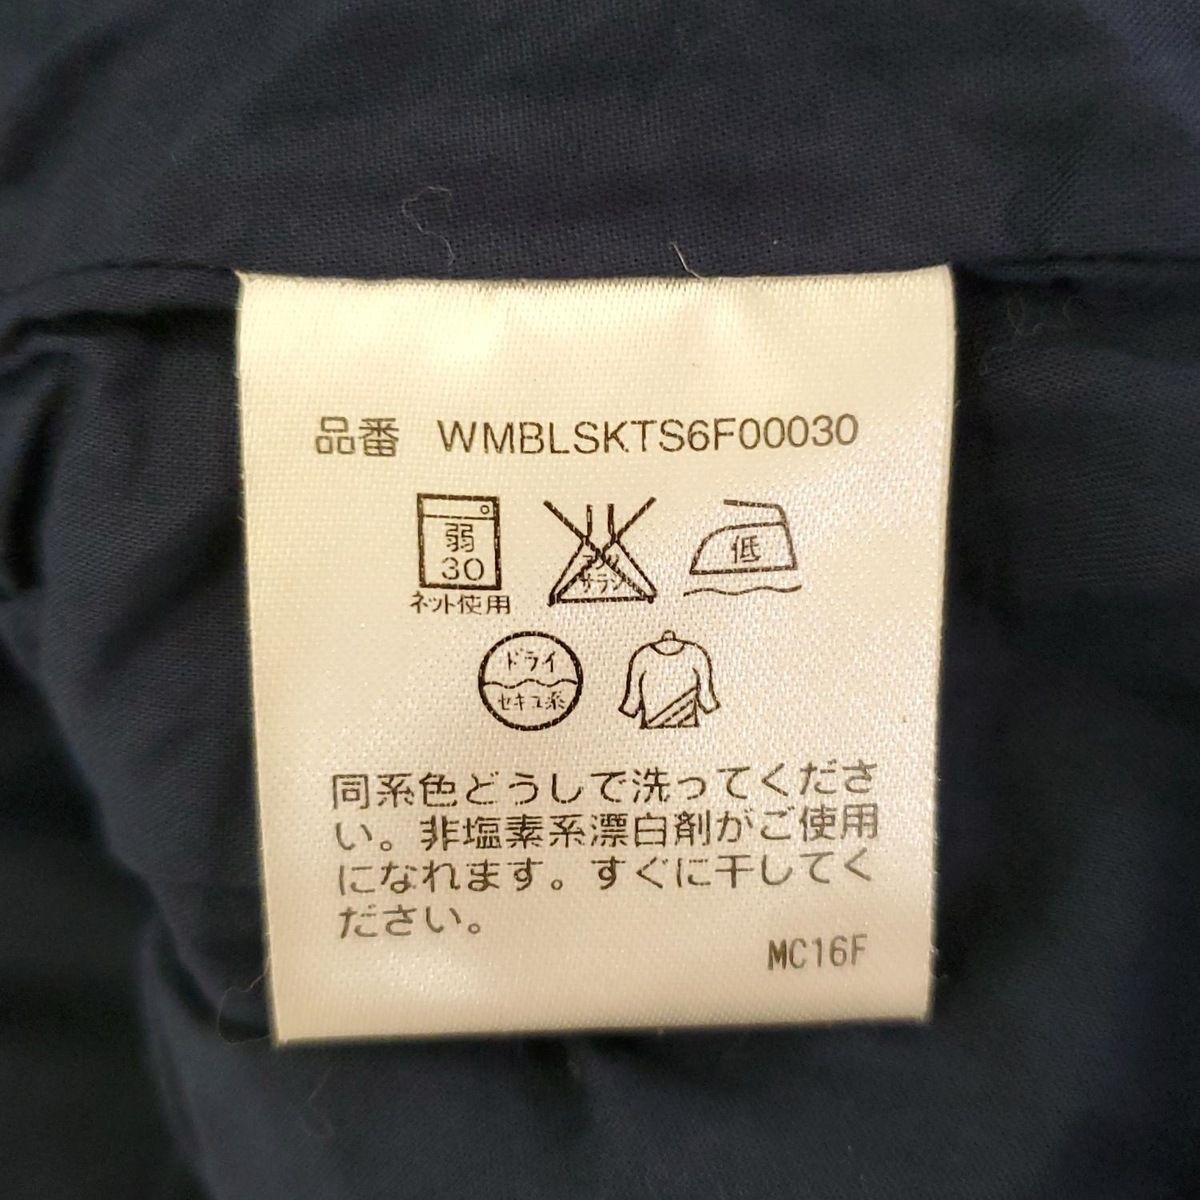 品番 WMBLSKTS6F00030
弱
30
ネット使用
エンソ
サラシ
低
ドライ
セキユ系
同系色どうしで洗ってくださ
い。非塩素系漂白剤がご使用
になれます。すぐに干してく
ださい。
MC16F